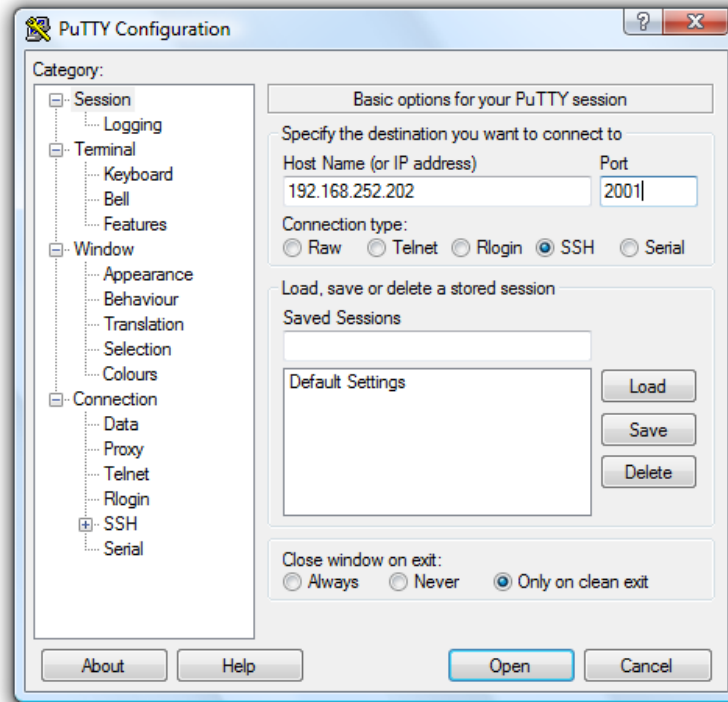 PuTTY Configuration
Category:
Session
Logging
Terminal
Keyboard
Bell
Features
Window
Appearance
Behaviour
Translation
Selection
Colours
Connection
Data
Proxy
Telnet
Rlogin
SSH
Serial
Basic options for your PuTTY session
Specify the destination you want to connect to
Host Name (or IP address) Port
192.168.252.202 2001
Connection type:
Raw Telnet Rlogin SSH Serial
Load, save or delete a stored session
Saved Sessions
Default Settings
Load
Save
Delete
Close window on exit:
Always Never Only on clean exit
About Help Open Cancel